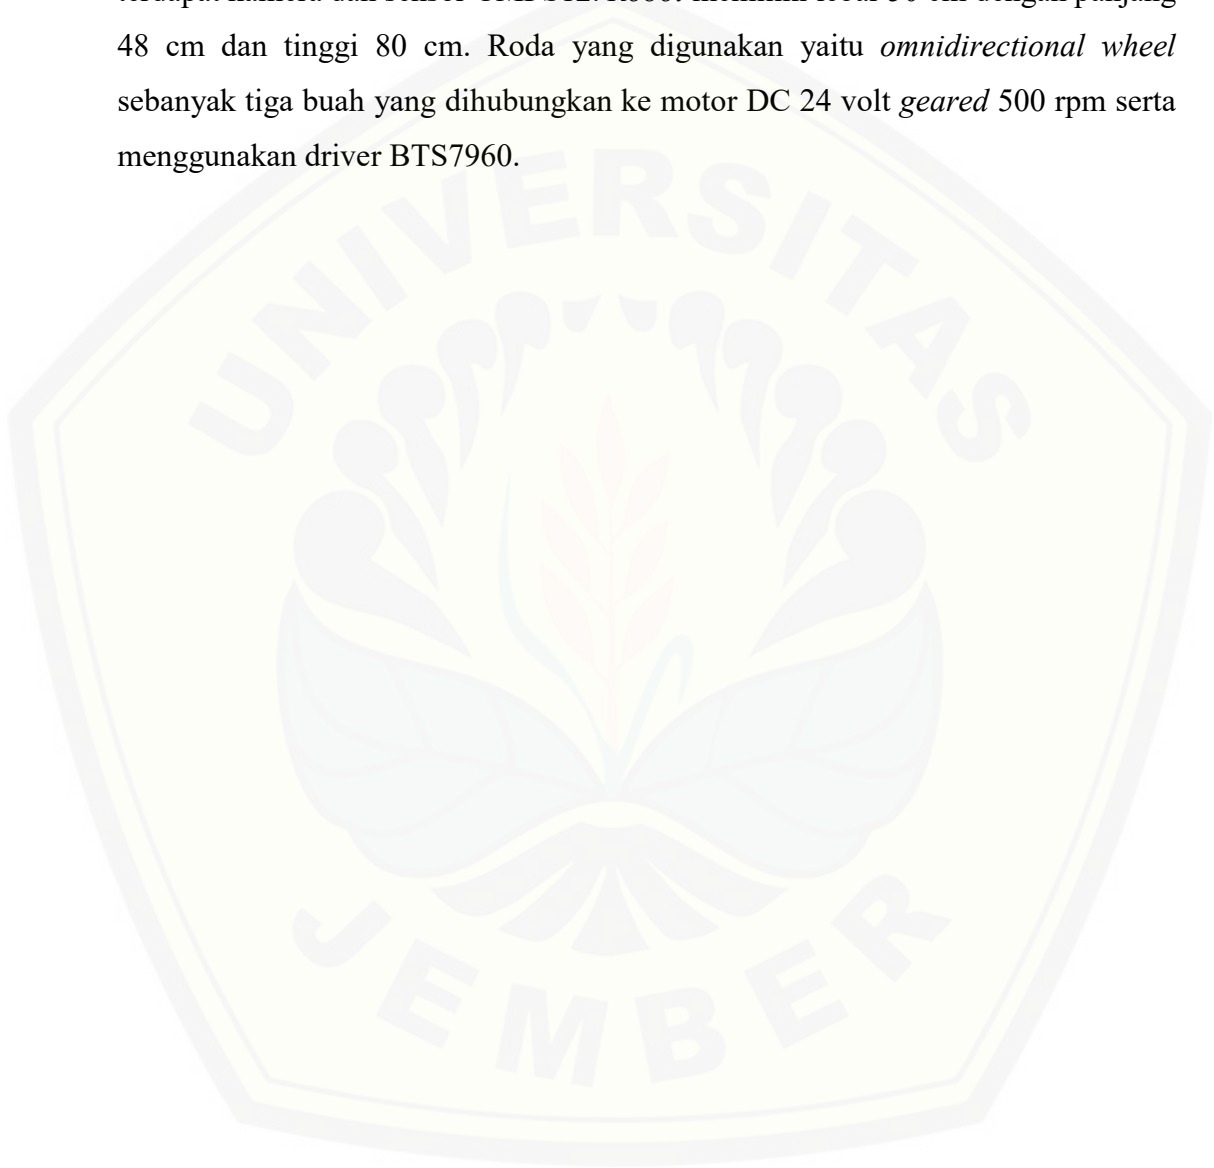 48 cm dan tinggi 80 cm. Roda yang digunakan yaitu omnidirectional wheel
sebanyak tiga buah yang dihubungkan ke motor DC 24 volt geared 500 rpm serta
menggunakan driver BTS7960.
UNIVERSITAS
JEMBER